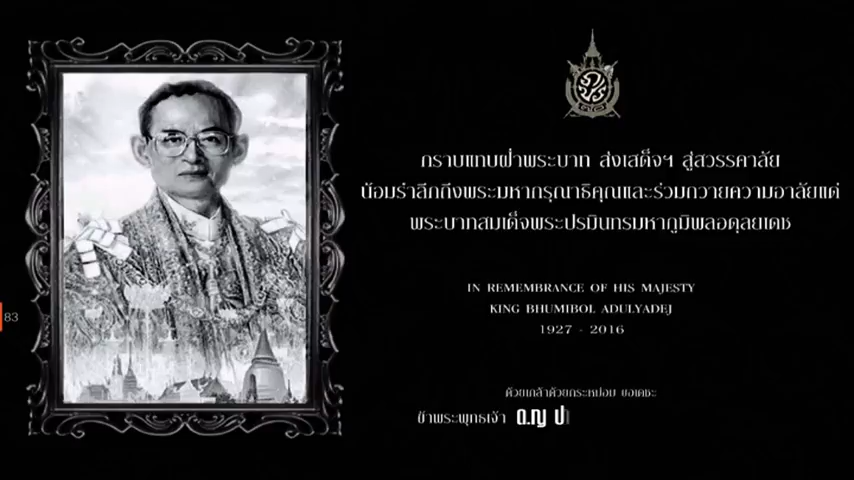 กราบแทบฝ่าพระบาท ส่งเสด็จฯ สู่สวรรคาลัย
น้อมรำลึกถึงพระมหากรุณาธิคุณและร่วมถวายความอาลัยแด่
พระบาทสมเด็จพระปรมินทรมหาภูมิพลอดุลยเดช
IN REMEMBRANCE OF HIS MAJESTY
KING BHUMIBOL ADULYADEJ
1927 - 2016
ด้วยเกล้าด้วยกระหม่อม ขอเดชะ
ข้าพระพุทธเจ้า ด.ญ
83